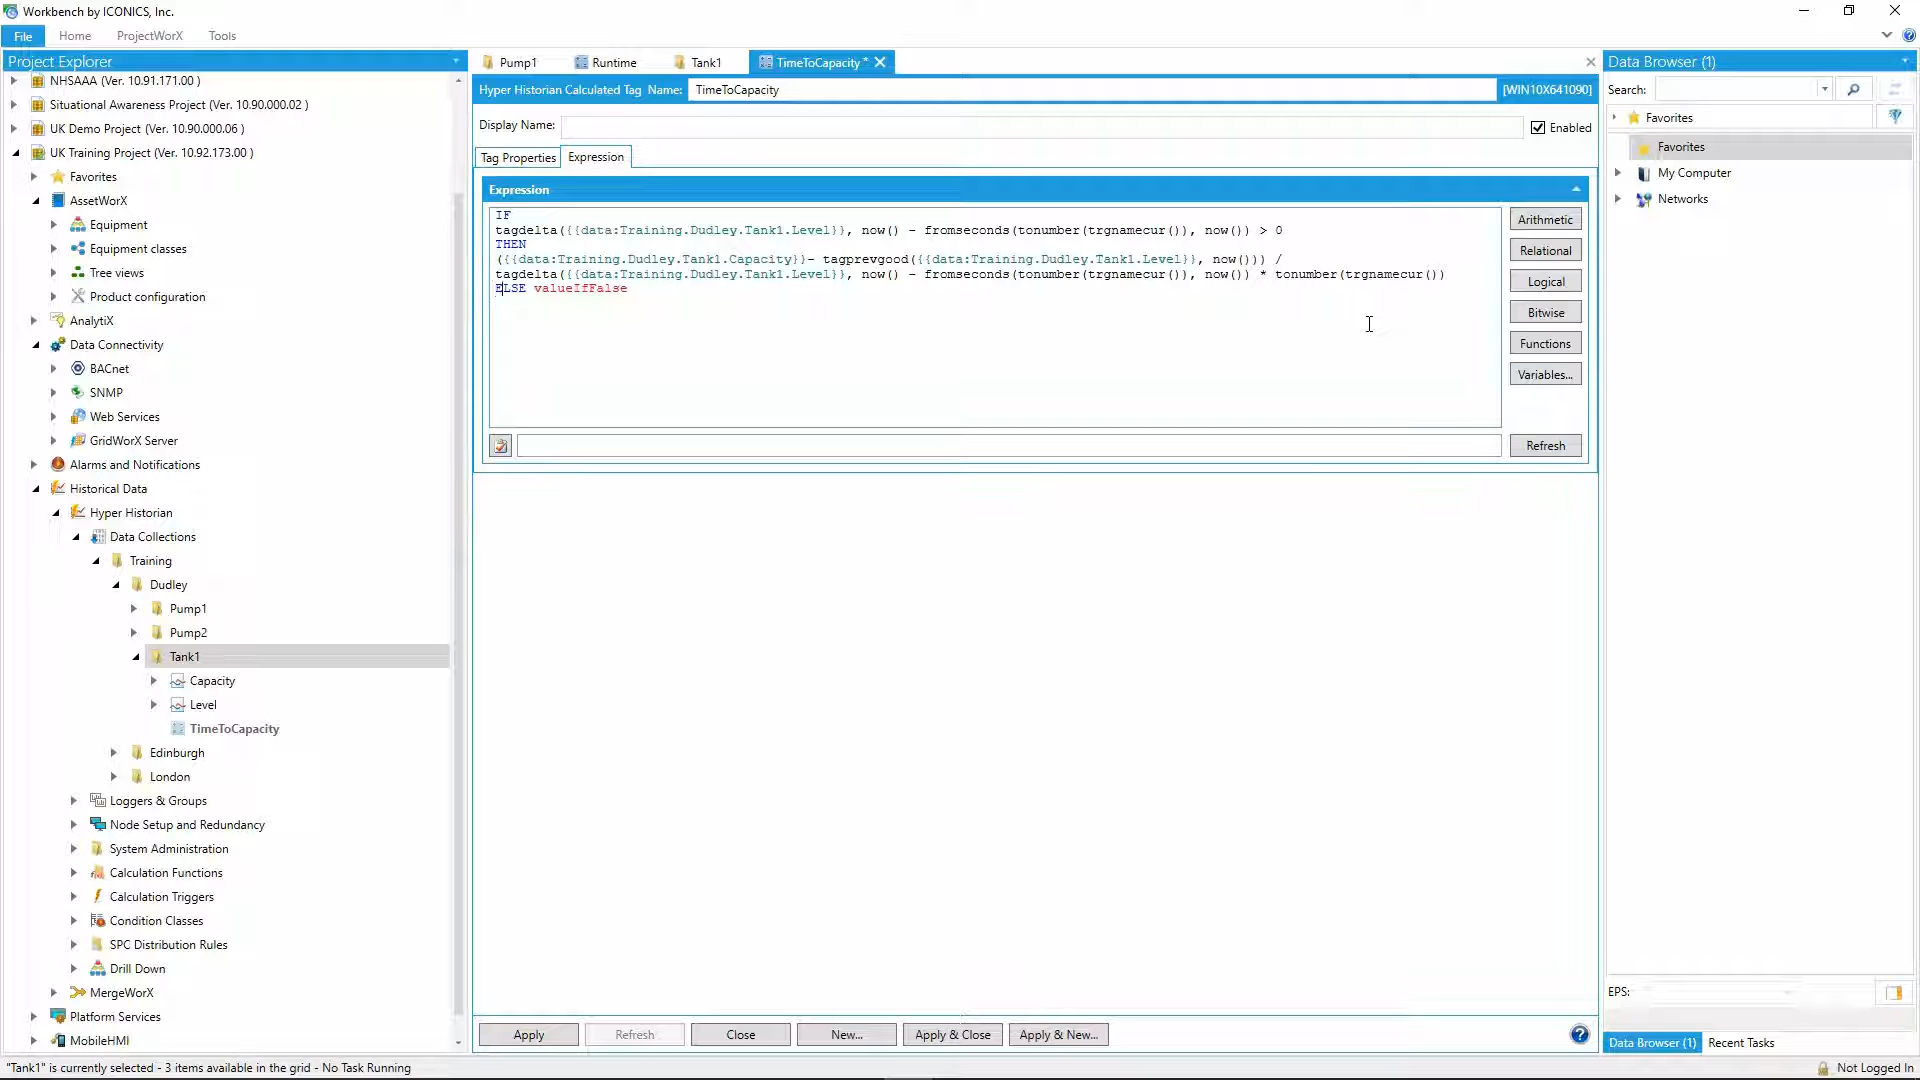 Workbench by ICONICS, Inc.
File Home ProjectWorX Tools
Project Explorer
NHSAAA (Ver. 10.91.171.00 )
Situational Awareness Project (Ver. 10.90.000.02 )
UK Demo Project (Ver. 10.90.000.06 )
UK Training Project (Ver. 10.92.173.00 )
Favorites
AssetWorX
Equipment
Equipment classes
Tree views
Product configuration
AnalytiX
Data Connectivity
BACnet
SNMP
Web Services
GridWorX Server
Alarms and Notifications
Historical Data
Hyper Historian
Data Collections
Training
Dudley
Pump1
Pump2
Tank1
Capacity
Level
TimeToCapacity
Edinburgh
London
Loggers & Groups
Node Setup and Redundancy
System Administration
Calculation Functions
Calculation Triggers
Condition Classes
SPC Distribution Rules
Drill Down
MergeWorX
Platform Services
MobileHMI
Pump1 Runtime Tank1 TimeToCapacity *
Hyper Historian Calculated Tag Name: TimeToCapacity [WIN10X641090]
Display Name: Enabled
Tag Properties Expression
Expression
IF
tagdelta({{data:Training.Dudley.Tank1.Level}}, now() - fromseconds(tonumber(trgnamecur()), now()) > 0
THEN
({{data:Training.Dudley.Tank1.Capacity}}- tagprevgood({{data:Training.Dudley.Tank1.Level}}, now())) /
tagdelta({{data:Training.Dudley.Tank1.Level}}, now() - fromseconds(tonumber(trgnamecur()), now()) * tonumber(trgnamecur())
ELSE valueIfFalse
Arithmetic
Relational
Logical
Bitwise
Functions
Variables...
Refresh
Apply Refresh Close New... Apply & Close Apply & New...
Data Browser (1)
Search:
Favorites
Favorites
My Computer
Networks
EPS:
Data Browser (1) Recent Tasks
"Tank1" is currently selected - 3 items available in the grid - No Task Running
Not Logged In